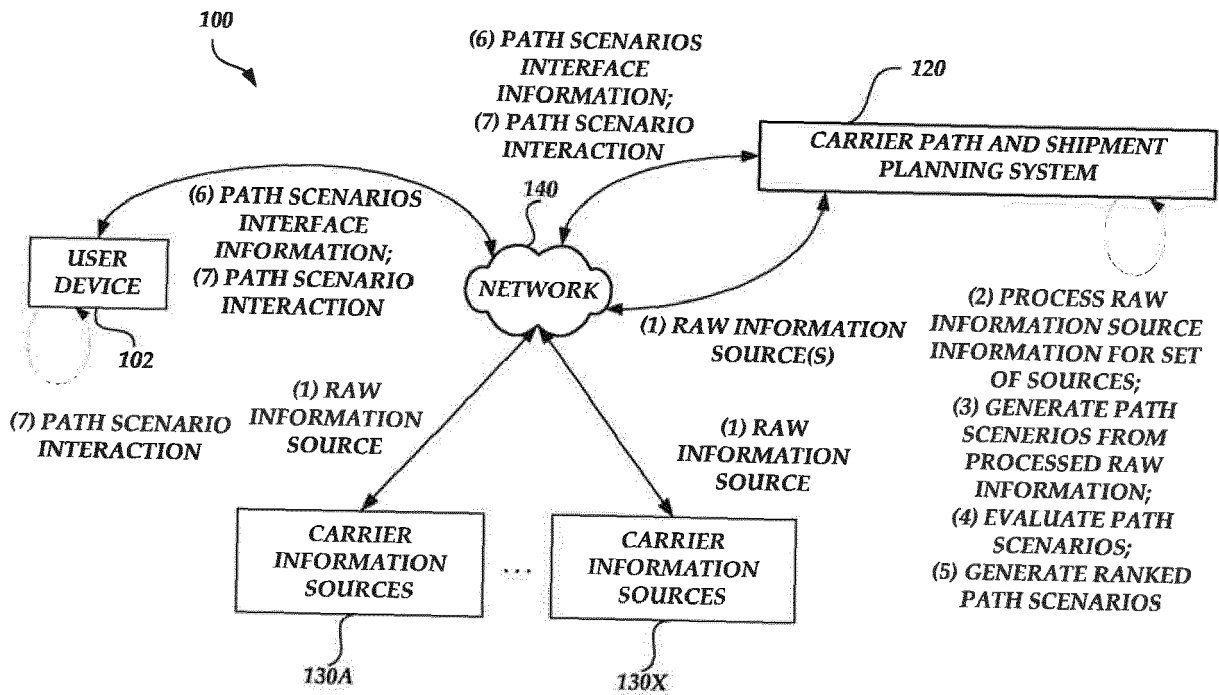 100
(6) PATH SCENARIOS
INTERFACE
INFORMATION;
(7) PATH SCENARIO
INTERACTION
120
CARRIER PATH AND SHIPMENT
PLANNING SYSTEM
140
(6) PATH SCENARIOS
INTERFACE
INFORMATION;
(7) PATH SCENARIO
INTERACTION
USER
DEVICE
102
NETWORK
(1) RAW INFORMATION
SOURCE(S)
(2) PROCESS RAW
INFORMATION SOURCE
INFORMATION FOR SET
OF SOURCES;
(3) GENERATE PATH
SCENERIOS FROM
PROCESSED RAW
INFORMATION;
(4) EVALUATE PATH
SCENARIOS;
(5) GENERATE RANKED
PATH SCENARIOS
(7) PATH SCENARIO
INTERACTION
(1) RAW
INFORMATION
SOURCE
(1) RAW
INFORMATION
SOURCE
CARRIER
INFORMATION
SOURCES
...
CARRIER
INFORMATION
SOURCES
130A
130X